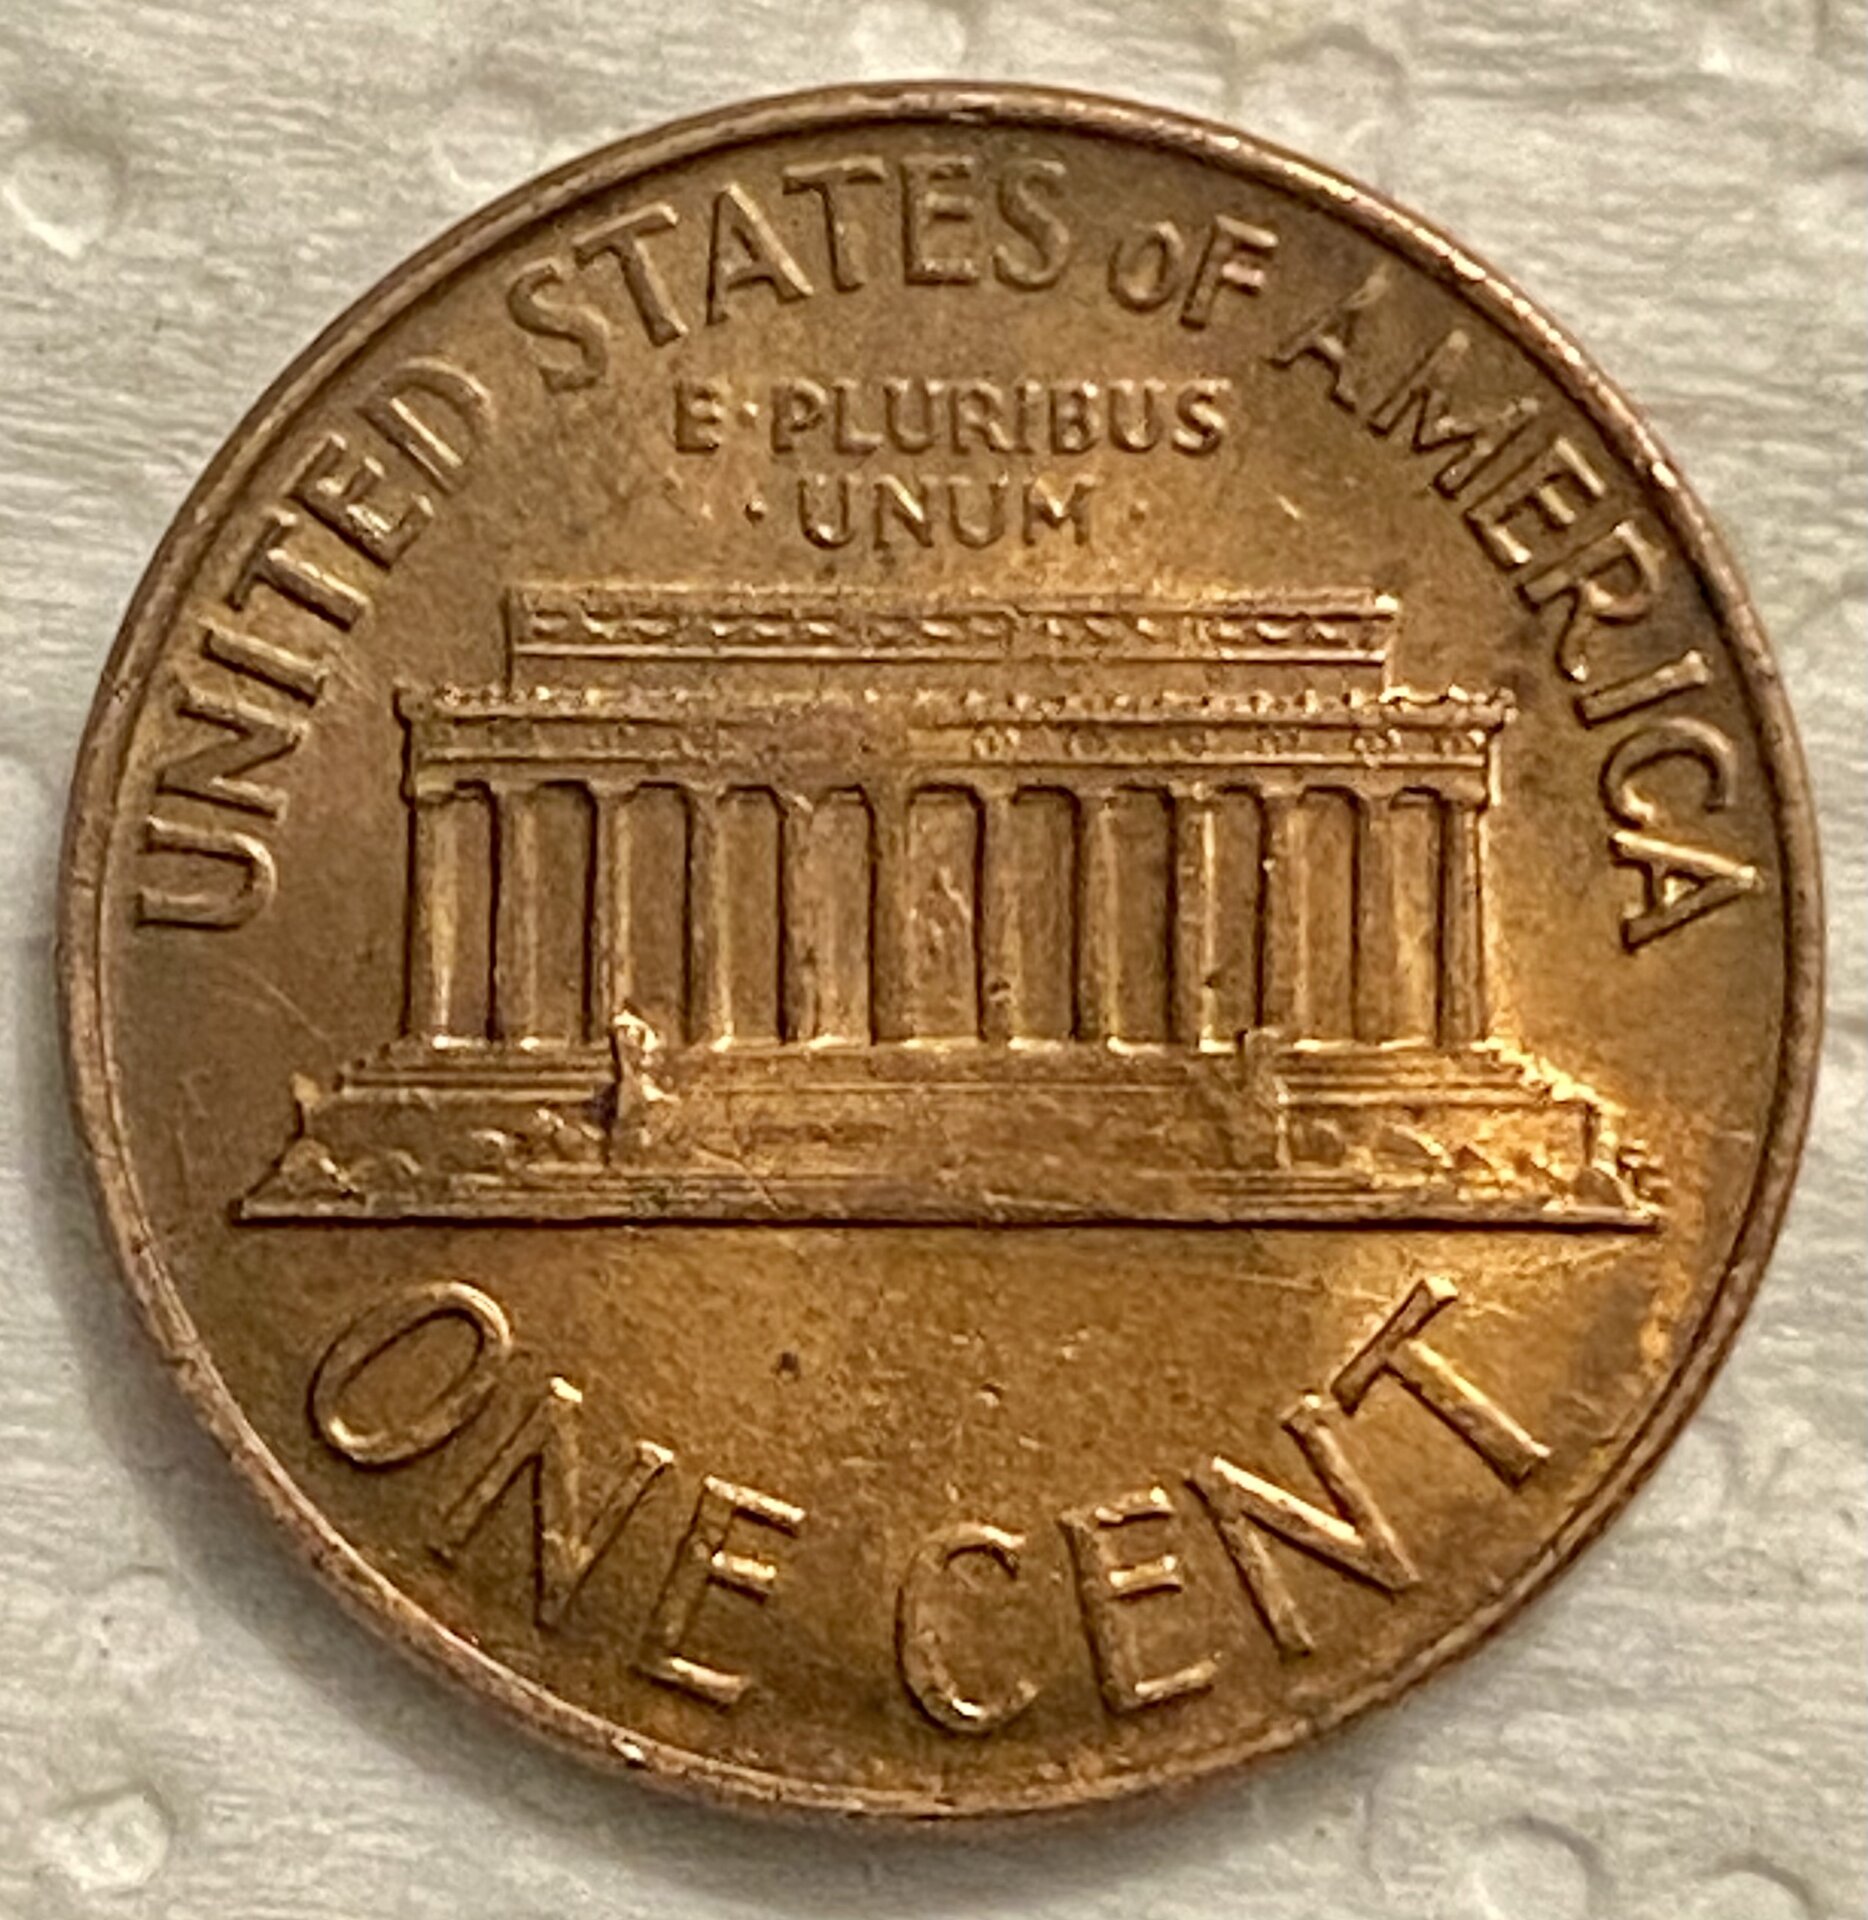 UNITED STATES OF AMERICA
E·PLURIBUS
·UNUM·
ONE CENT